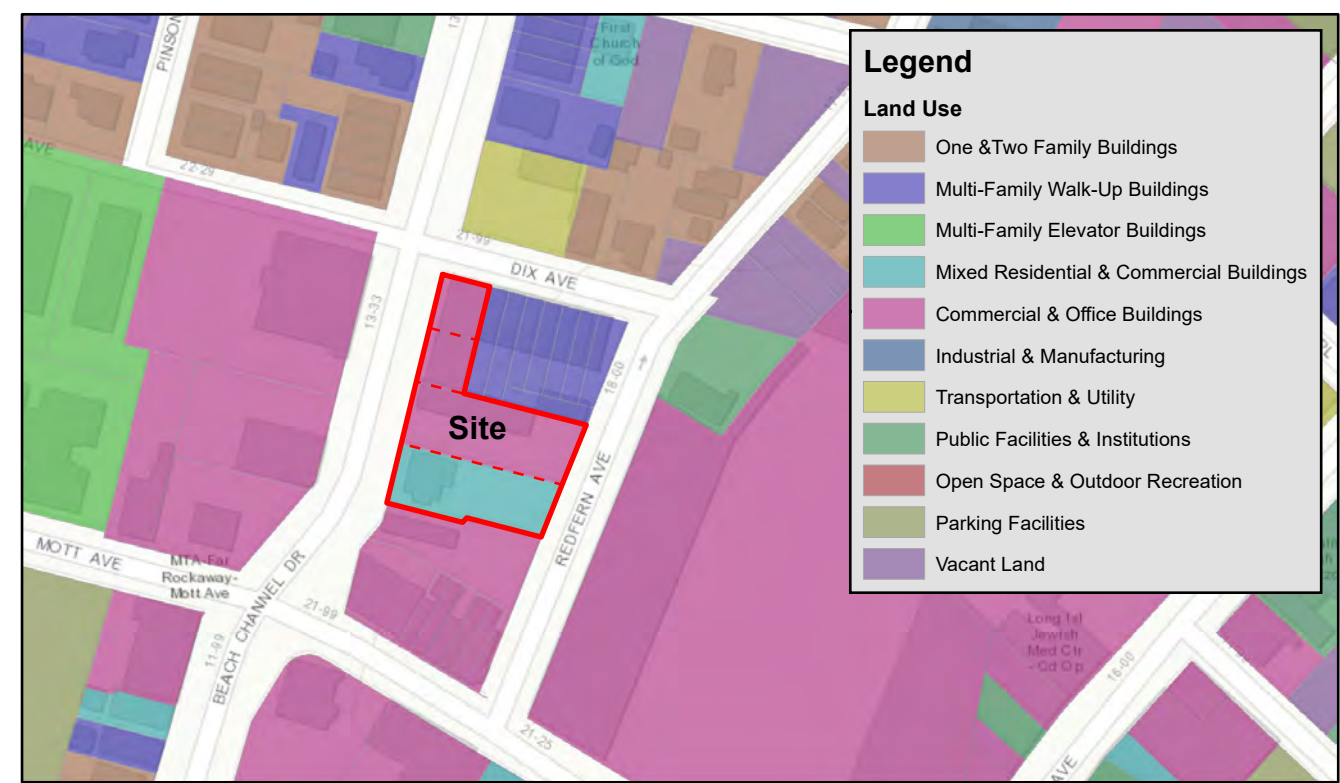 PINSON
13-
First
Church
of God
AVE
22-29
21-99
DIX AVE
13-33
18-00
Site
REDFERN AVE
MOTT AVE
MTA-Far
Rockaway-
Mott Ave
BEACH CHANNEL DR
11-99
21-99
21-25
Long Isl
Jewish
Med Ctr
-Cd Op
16-00
AVE
PL
Legend
Land Use
One &Two Family Buildings
Multi-Family Walk-Up Buildings
Multi-Family Elevator Buildings
Mixed Residential & Commercial Buildings
Commercial & Office Buildings
Industrial & Manufacturing
Transportation & Utility
Public Facilities & Institutions
Open Space & Outdoor Recreation
Parking Facilities
Vacant Land